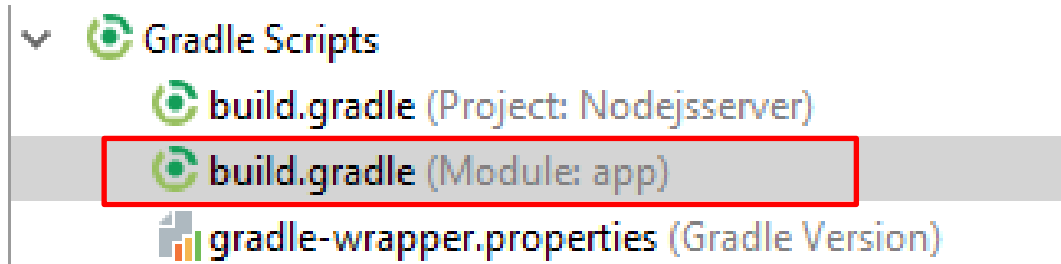 Gradle Scripts
build.gradle (Project: Nodejsserver)
build.gradle (Module: app)
gradle-wrapper.properties (Gradle Version)